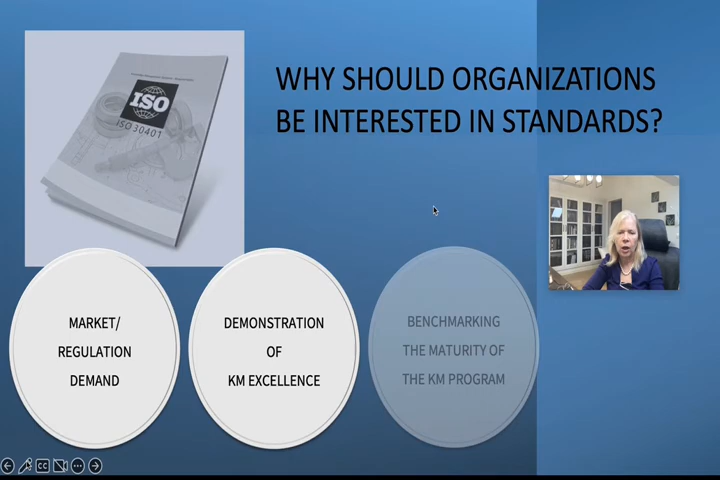 WHY SHOULD ORGANIZATIONS
BE INTERESTED IN STANDARDS?
ISO
ISO 30401
MARKET/
REGULATION
DEMAND
DEMONSTRATION
OF
KM EXCELLENCE
BENCHMARKING
THE MATURITY OF
THE KM PROGRAM
CC